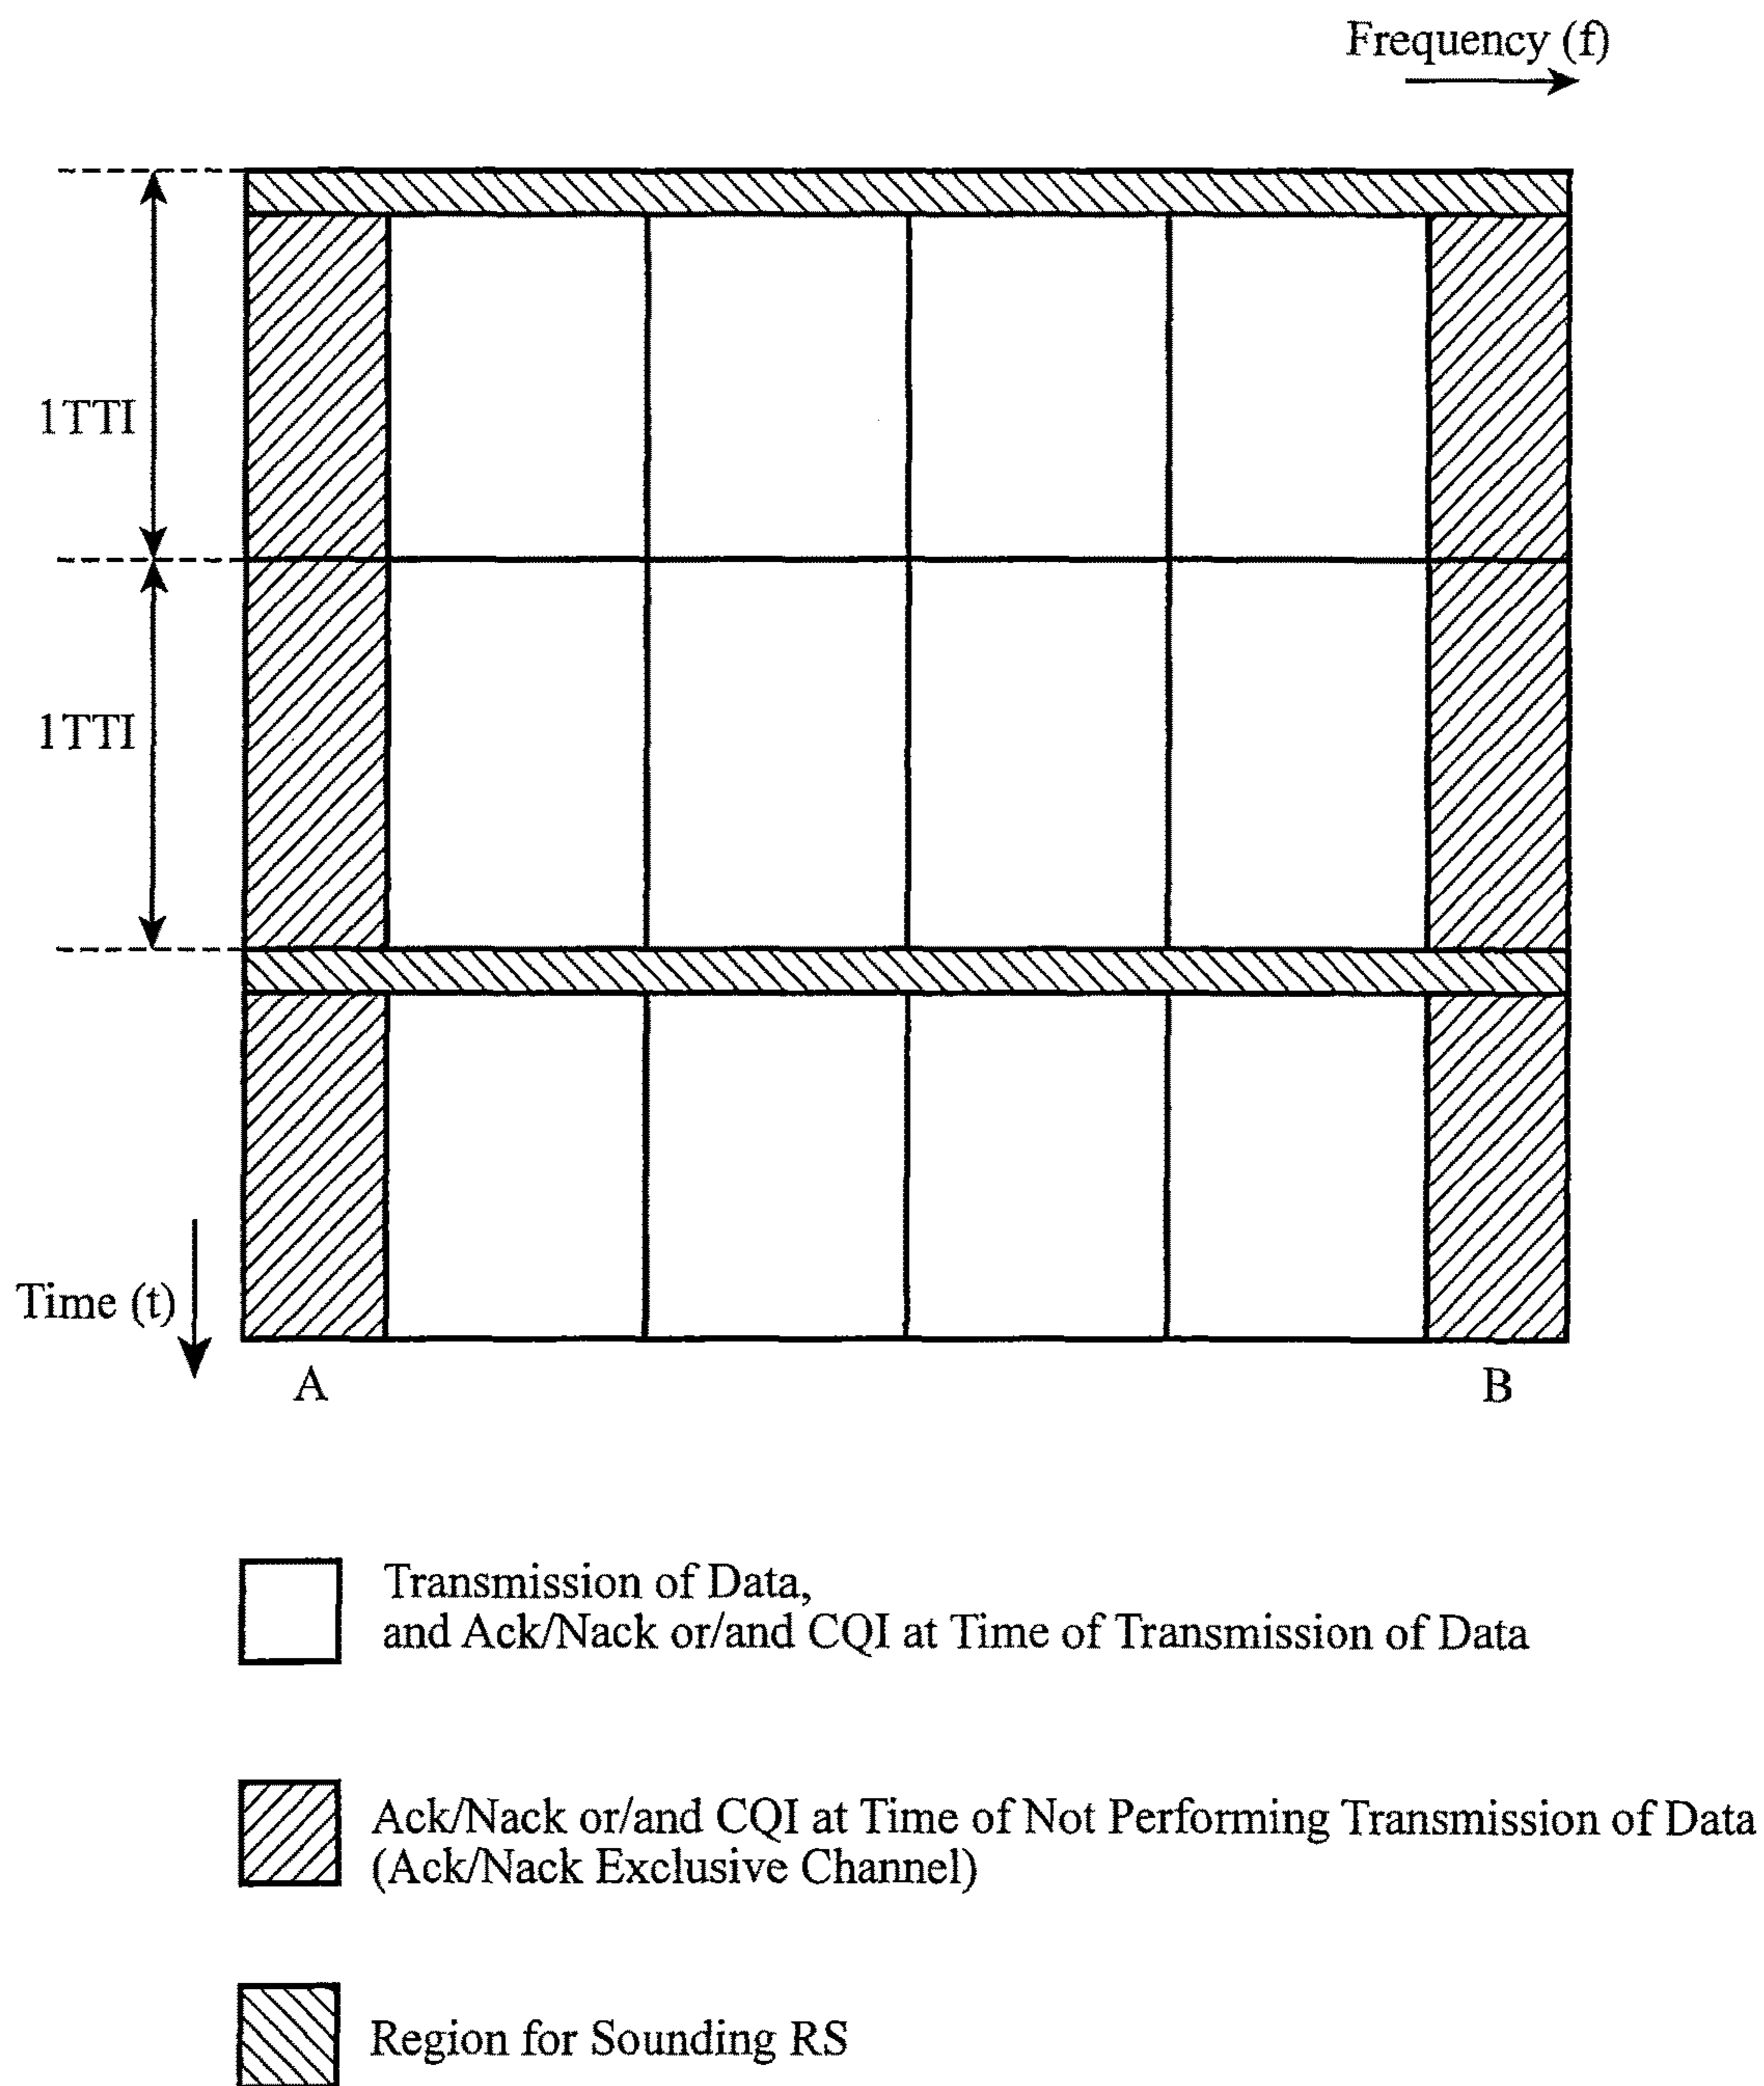 Frequency (f)
1TTI
1TTI
Time (t)
A
B
Transmission of Data,
and Ack/Nack or/and CQI at Time of Transmission of Data
Ack/Nack or/and CQI at Time of Not Performing Transmission of Data
(Ack/Nack Exclusive Channel)
Region for Sounding RS